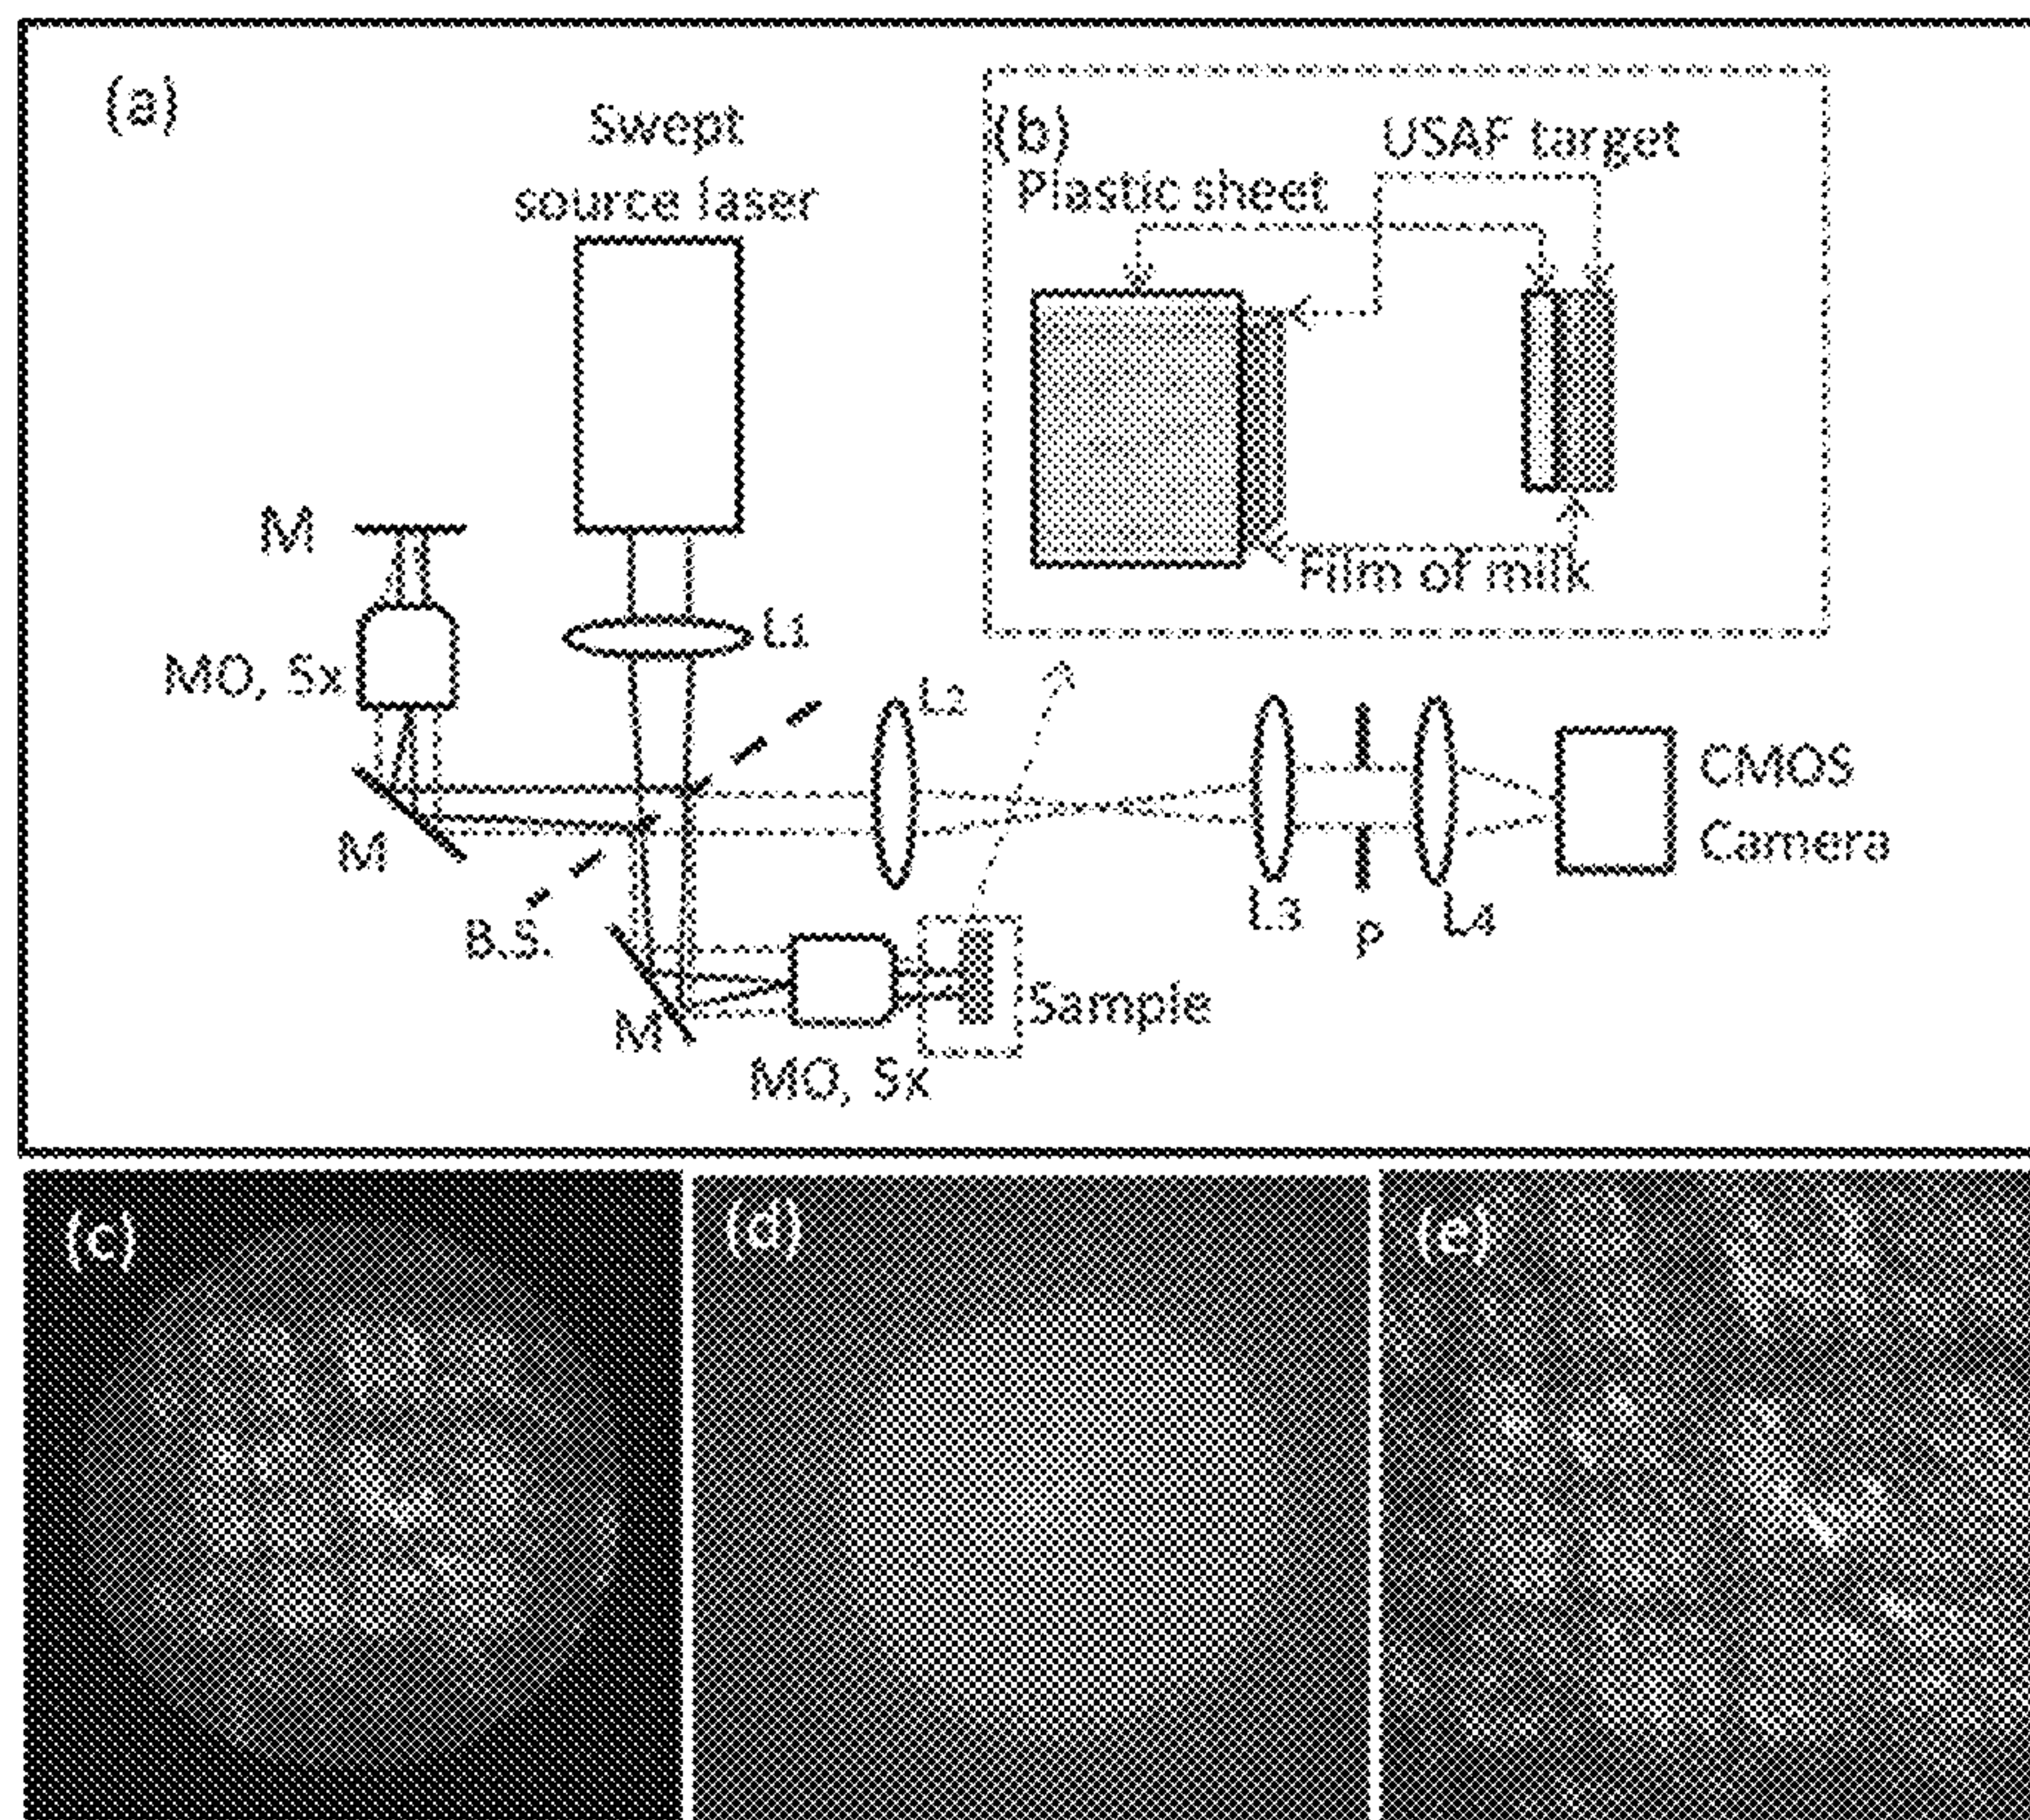 (a)
Swept
source laser
(b)
USAF target
Plastic sheet
Film of milk
M
MO, 5x
L1
L2
M
B.S.
L3
P
L4
CMOS
Camera
M
MO, 5x
Sample
(c)
(d)
(e)